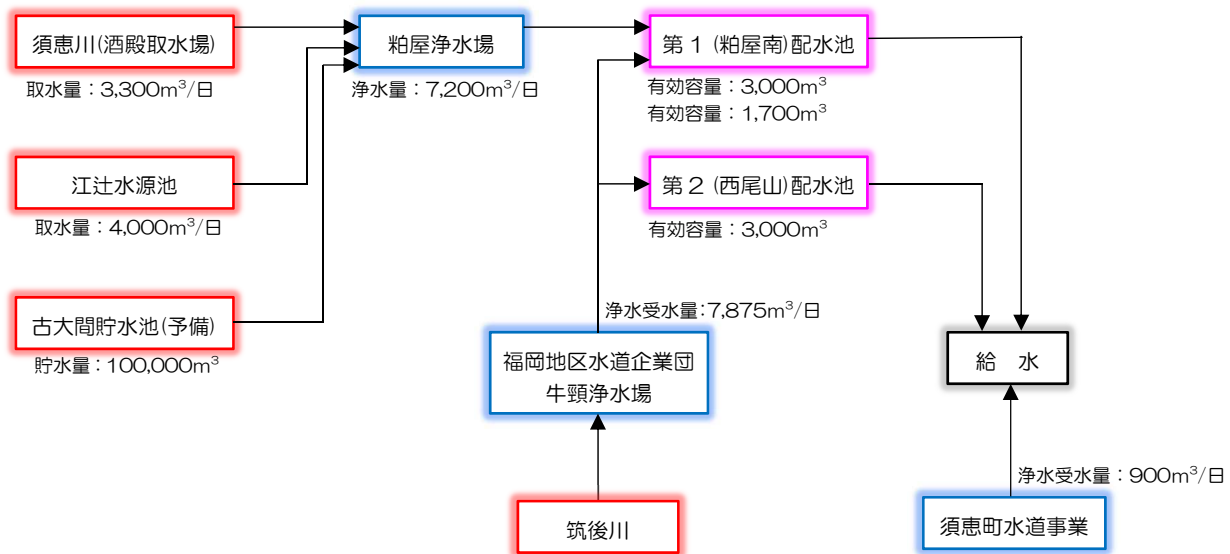 須恵川(酒殿取水場)
取水量：3,300m³/日
江辻水源池
取水量：4,000m³/日
古大間貯水池(予備)
貯水量：100,000m³
粕屋浄水場
浄水量：7,200m³/日
第１(粕屋南)配水池
有効容量：3,000m³
有効容量：1,700m³
第２(西尾山)配水池
有効容量：3,000m³
浄水受水量：7,875m³/日
福岡地区水道企業団
牛頸浄水場
筑後川
給　水
浄水受水量：900m³/日
須恵町水道事業